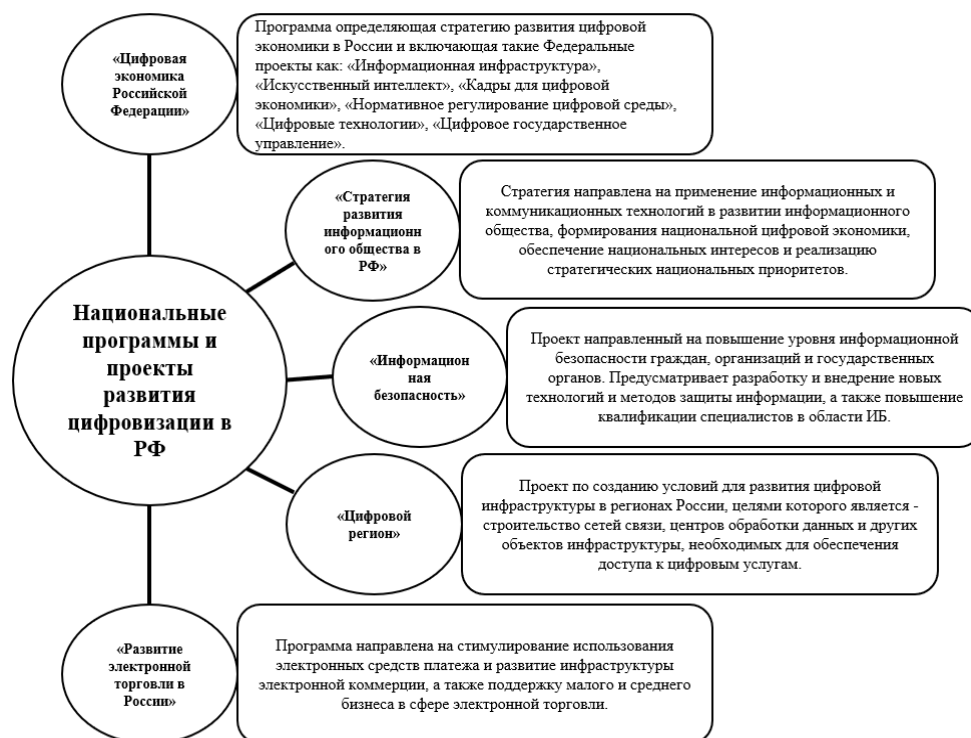 «Цифровая
экономика
Российской
Федерации»
Программа определяющая стратегию развития цифровой
экономики в России и включающая такие Федеральные
проекты как: «Информационная инфраструктура»,
«Искусственный интеллект», «Кадры для цифровой
экономики», «Нормативное регулирование цифровой среды»,
«Цифровые технологии», «Цифровое государственное
управление».
«Стратегия
развития
информационн
ого общества в
РФ»
Стратегия направлена на применение информационных и
коммуникационных технологий в развитии информационного
общества, формирования национальной цифровой экономики,
обеспечение национальных интересов и реализацию
стратегических национальных приоритетов.
Национальные
программы и
проекты
развития
цифровизации в
РФ
«Информацион
ная
безопасность»
Проект направленный на повышение уровня информационной
безопасности граждан, организаций и государственных
органов. Предусматривает разработку и внедрение новых
технологий и методов защиты информации, а также повышение
квалификации специалистов в области ИБ.
«Цифровой
регион»
Проект по созданию условий для развития цифровой
инфраструктуры в регионах России, целями которого является -
строительство сетей связи, центров обработки данных и других
объектов инфраструктуры, необходимых для обеспечения
доступа к цифровым услугам.
«Развитие
электронной
торговли в
России»
Программа направлена на стимулирование использования
электронных средств платежа и развитие инфраструктуры
электронной коммерции, а также поддержку малого и среднего
бизнеса в сфере электронной торговли.